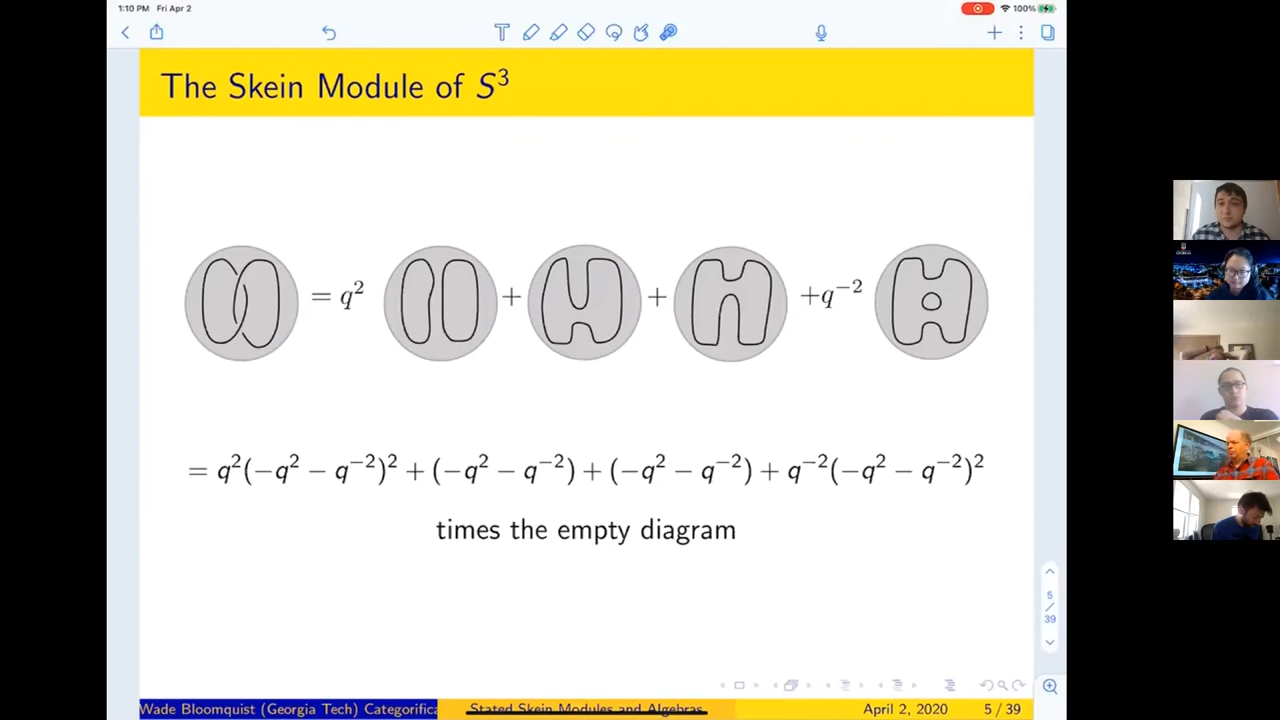 1:10 PM Fri Apr 2
100%
The Skein Module of S³
= q² + + +q⁻²
= q²(−q² − q⁻²)² + (−q² − q⁻²) + (−q² − q⁻²) + q⁻²(−q² − q⁻²)²
times the empty diagram
5
/
39
Wade Bloomquist (Georgia Tech) Categorifica Stated Skein Modules and Algebras April 2, 2020 5 / 39